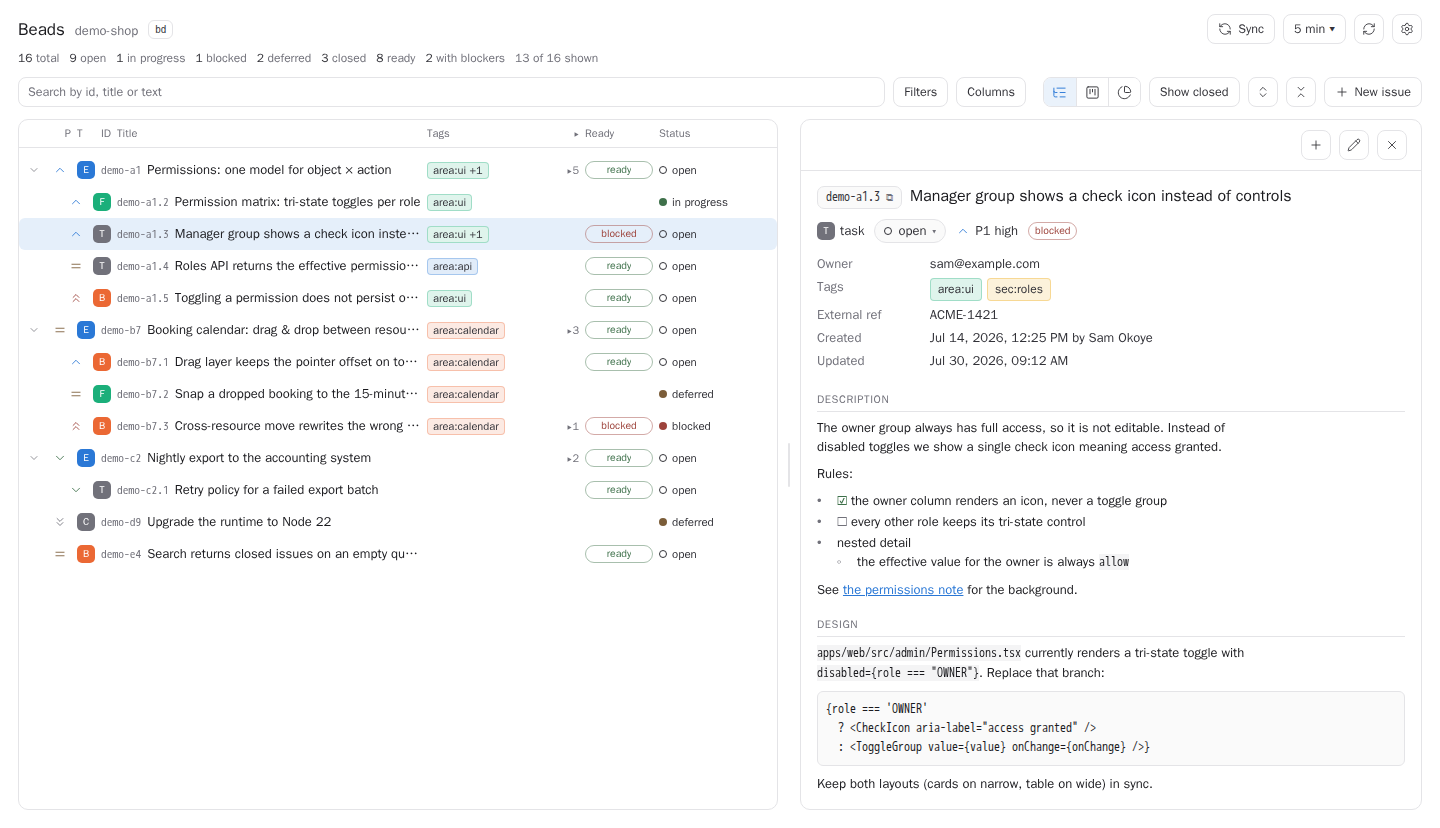 Beads demo-shop bd
Sync 5 min ▾
16 total 9 open 1 in progress 1 blocked 2 deferred 3 closed 8 ready 2 with blockers 13 of 16 shown
Search by id, title or text
Filters Columns Show closed New issue
P T ID Title Tags ▸ Ready Status
E demo-a1 Permissions: one model for object × action area:ui +1 ▸5 ready open
F demo-a1.2 Permission matrix: tri-state toggles per role area:ui in progress
T demo-a1.3 Manager group shows a check icon inste… area:ui +1 blocked open
T demo-a1.4 Roles API returns the effective permissio… area:api ready open
B demo-a1.5 Toggling a permission does not persist o… area:ui ready open
E demo-b7 Booking calendar: drag & drop between resou… area:calendar ▸3 ready open
B demo-b7.1 Drag layer keeps the pointer offset on to… area:calendar ready open
F demo-b7.2 Snap a dropped booking to the 15-minut… area:calendar deferred
B demo-b7.3 Cross-resource move rewrites the wrong … area:calendar ▸1 blocked blocked
E demo-c2 Nightly export to the accounting system ▸2 ready open
T demo-c2.1 Retry policy for a failed export batch ready open
C demo-d9 Upgrade the runtime to Node 22 deferred
B demo-e4 Search returns closed issues on an empty qu… ready open
demo-a1.3 Manager group shows a check icon instead of controls
T task open ▾ P1 high blocked
Owner sam@example.com
Tags area:ui sec:roles
External ref ACME-1421
Created Jul 14, 2026, 12:25 PM by Sam Okoye
Updated Jul 30, 2026, 09:12 AM
DESCRIPTION
The owner group always has full access, so it is not editable. Instead of
disabled toggles we show a single check icon meaning access granted.
Rules:
• ☑ the owner column renders an icon, never a toggle group
• ☐ every other role keeps its tri-state control
• nested detail
◦ the effective value for the owner is always allow
See the permissions note for the background.
DESIGN
apps/web/src/admin/Permissions.tsx currently renders a tri-state toggle with
disabled={role === "OWNER"}. Replace that branch:
{role === 'OWNER'
? <CheckIcon aria-label="access granted" />
: <ToggleGroup value={value} onChange={onChange} />}
Keep both layouts (cards on narrow, table on wide) in sync.